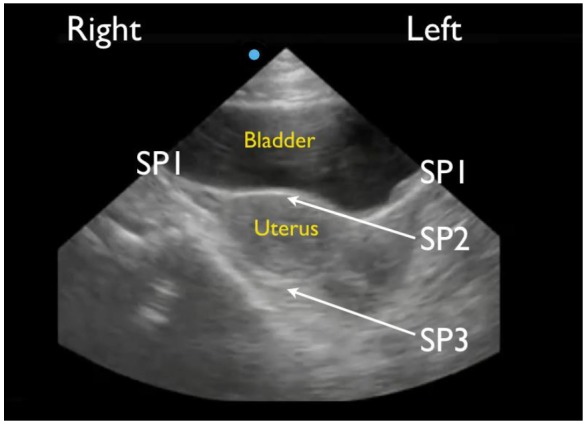 Right
Left
Bladder
SP1
SP1
Uterus
SP2
SP3